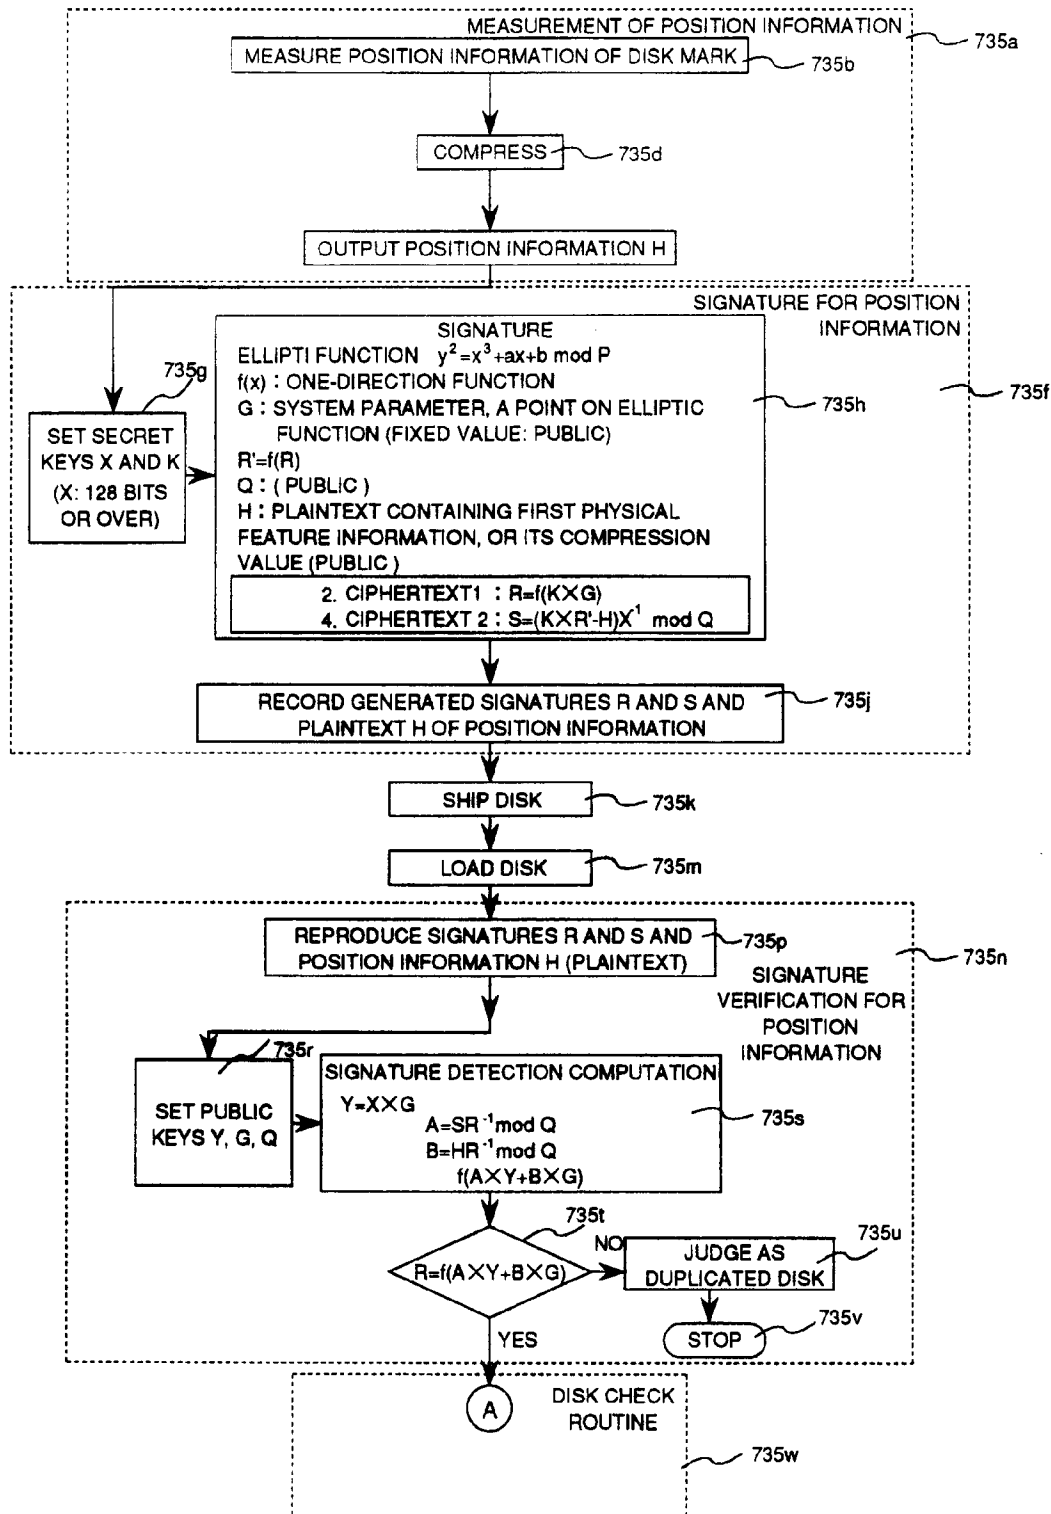 MEASUREMENT OF POSITION INFORMATION
735a
MEASURE POSITION INFORMATION OF DISK MARK
735b
COMPRESS
735d
OUTPUT POSITION INFORMATION H
SIGNATURE FOR POSITION
INFORMATION
735f
735g
SET SECRET
KEYS X AND K
(X: 128 BITS
OR OVER)
SIGNATURE
ELLIPTI FUNCTION y²=x³+ax+b mod P
f(x) : ONE-DIRECTION FUNCTION
G : SYSTEM PARAMETER, A POINT ON ELLIPTIC
FUNCTION (FIXED VALUE: PUBLIC)
R'=f(R)
Q : ( PUBLIC )
H : PLAINTEXT CONTAINING FIRST PHYSICAL
FEATURE INFORMATION, OR ITS COMPRESSION
VALUE (PUBLIC)
2. CIPHERTEXT1 : R=f(K×G)
4. CIPHERTEXT 2 : S=(K×R'-H)X⁻¹ mod Q
735h
RECORD GENERATED SIGNATURES R AND S AND
PLAINTEXT H OF POSITION INFORMATION
735j
SHIP DISK
735k
LOAD DISK
735m
REPRODUCE SIGNATURES R AND S AND
POSITION INFORMATION H (PLAINTEXT)
735p
735n
SIGNATURE
VERIFICATION FOR
POSITION
INFORMATION
735r
SET PUBLIC
KEYS Y, G, Q
SIGNATURE DETECTION COMPUTATION
Y=X×G
A=SR⁻¹ mod Q
B=HR⁻¹ mod Q
f(A×Y+B×G)
735s
735t
R=f(A×Y+B×G)
NO
JUDGE AS
DUPLICATED DISK
735u
STOP
735v
YES
A
DISK CHECK
ROUTINE
735w